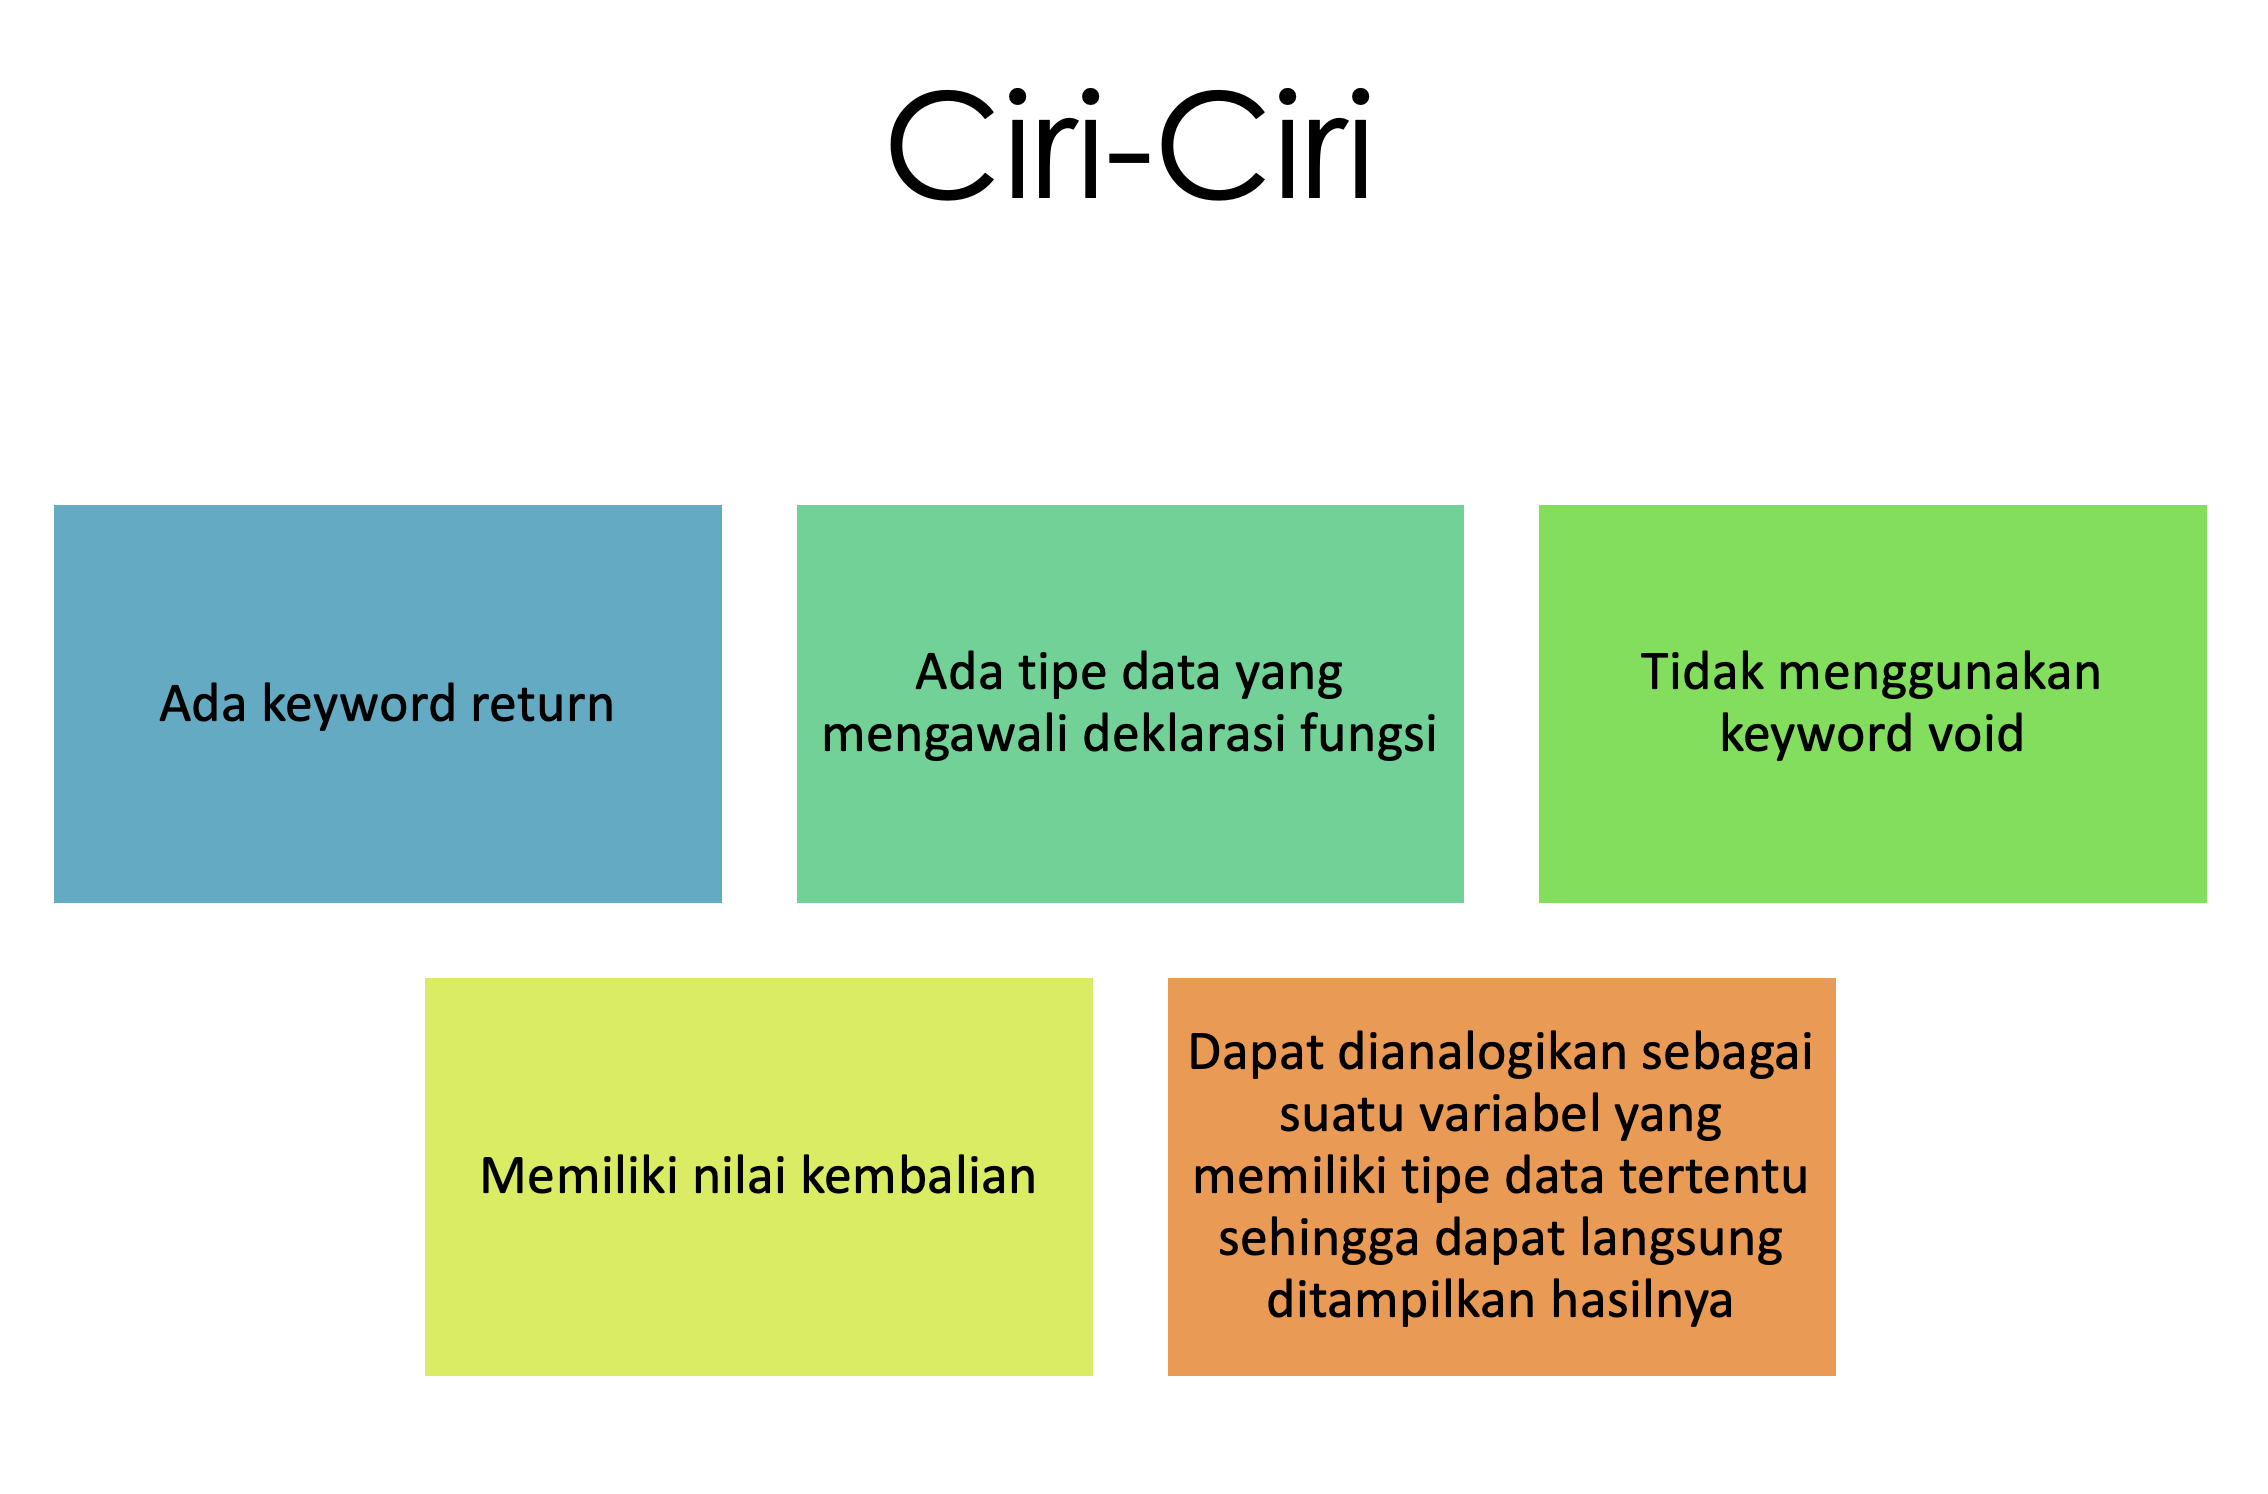 Ciri-Ciri
Ada keyword return
Ada tipe data yang
mengawali deklarasi fungsi
Tidak menggunakan
keyword void
Memiliki nilai kembalian
Dapat dianalogikan sebagai
suatu variabel yang
memiliki tipe data tertentu
sehingga dapat langsung
ditampilkan hasilnya